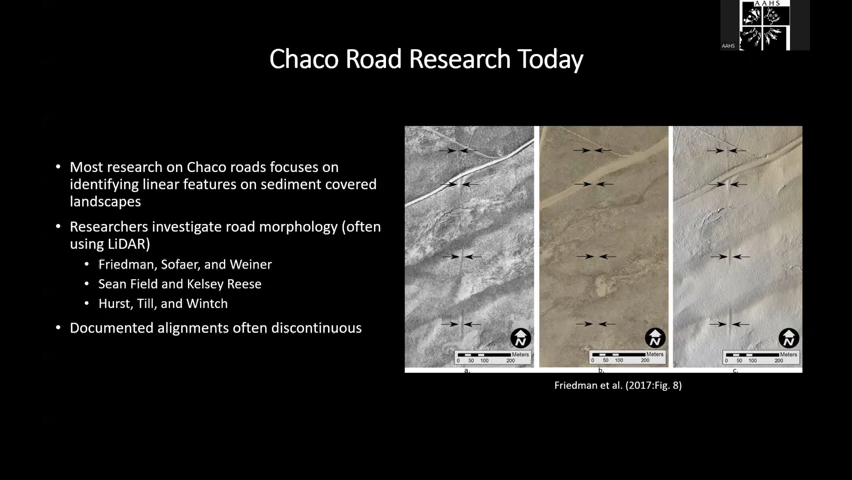 AAHS
AAHS
Chaco Road Research Today
• Most research on Chaco roads focuses on
identifying linear features on sediment covered
landscapes
• Researchers investigate road morphology (often
using LiDAR)
• Friedman, Sofaer, and Weiner
• Sean Field and Kelsey Reese
• Hurst, Till, and Wintch
• Documented alignments often discontinuous
N
Meters
0 50 100 200
a.
N
Meters
0 50 100 200
b.
N
Meters
0 50 100 200
c.
Friedman et al. (2017:Fig. 8)